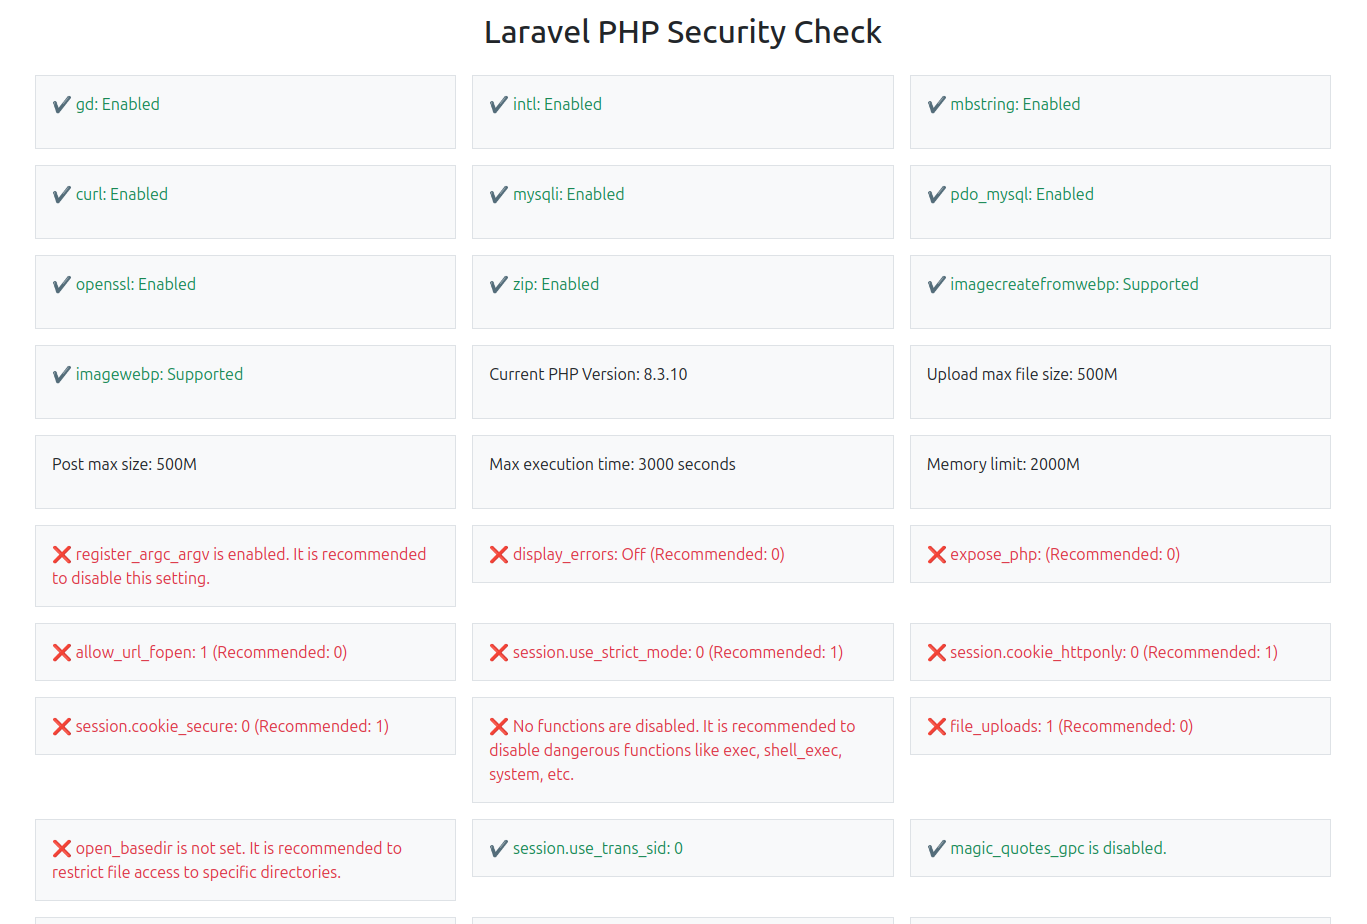 Laravel PHP Security Check
✔ gd: Enabled
✔ intl: Enabled
✔ mbstring: Enabled
✔ curl: Enabled
✔ mysqli: Enabled
✔ pdo_mysql: Enabled
✔ openssl: Enabled
✔ zip: Enabled
✔ imagecreatefromwebp: Supported
✔ imagewebp: Supported
Current PHP Version: 8.3.10
Upload max file size: 500M
Post max size: 500M
Max execution time: 3000 seconds
Memory limit: 2000M
❌ register_argc_argv is enabled. It is recommended
to disable this setting.
❌ display_errors: Off (Recommended: 0)
❌ expose_php: (Recommended: 0)
❌ allow_url_fopen: 1 (Recommended: 0)
❌ session.use_strict_mode: 0 (Recommended: 1)
❌ session.cookie_httponly: 0 (Recommended: 1)
❌ session.cookie_secure: 0 (Recommended: 1)
❌ No functions are disabled. It is recommended to
disable dangerous functions like exec, shell_exec,
system, etc.
❌ file_uploads: 1 (Recommended: 0)
❌ open_basedir is not set. It is recommended to
restrict file access to specific directories.
✔ session.use_trans_sid: 0
✔ magic_quotes_gpc is disabled.